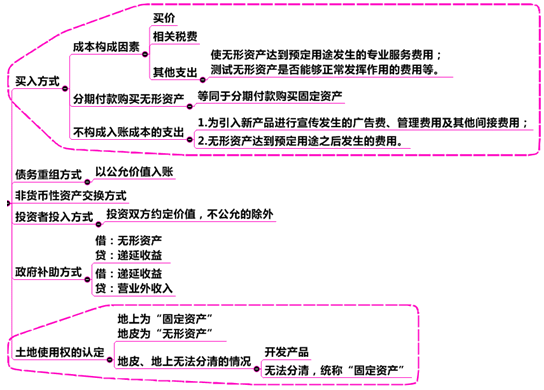 买入方式
成本构成因素
买价
相关税费
其他支出
使无形资产达到预定用途发生的专业服务费用；
测试无形资产是否能够正常发挥作用的费用等。
分期付款购买无形资产
等同于分期付款购买固定资产
不构成入账成本的支出
1.为引入新产品进行宣传发生的广告费、管理费用及其他间接费用；
2.无形资产达到预定用途之后发生的费用。
债务重组方式
以公允价值入账
非货币性资产交换方式
投资者投入方式
投资双方约定价值，不公允的除外
政府补助方式
借：无形资产
贷：递延收益
借：递延收益
贷：营业外收入
土地使用权的认定
地上为“固定资产”
地皮为“无形资产”
地皮、地上无法分清的情况
开发产品
无法分清，统称“固定资产”